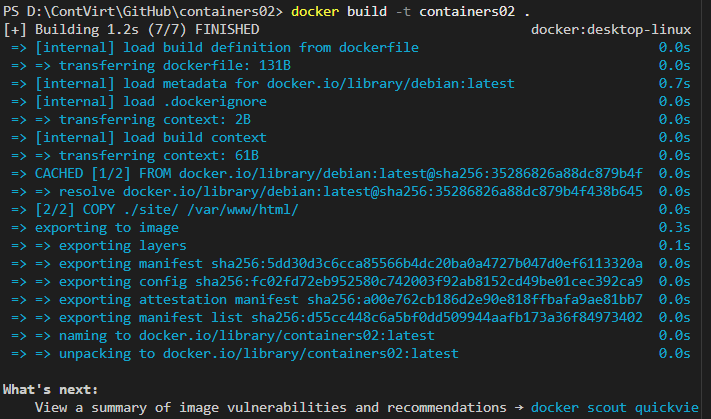 PS D:\ContVirt\GitHub\containers02> docker build -t containers02 .
[+] Building 1.2s (7/7) FINISHED docker:desktop-linux
=> [internal] load build definition from dockerfile 0.0s
=> => transferring dockerfile: 131B 0.0s
=> [internal] load metadata for docker.io/library/debian:latest 0.7s
=> [internal] load .dockerignore 0.0s
=> => transferring context: 2B 0.0s
=> [internal] load build context 0.0s
=> => transferring context: 61B 0.0s
=> CACHED [1/2] FROM docker.io/library/debian:latest@sha256:35286826a88dc879b4f 0.0s
=> => resolve docker.io/library/debian:latest@sha256:35286826a88dc879b4f438b645 0.0s
=> [2/2] COPY ./site/ /var/www/html/ 0.0s
=> exporting to image 0.3s
=> => exporting layers 0.1s
=> => exporting manifest sha256:5dd30d3c6cca85566b4dc20ba0a4727b047d0ef6113320a 0.0s
=> => exporting config sha256:fc02fd72eb952580c742003f92ab8152cd49be01cec392ca9 0.0s
=> => exporting attestation manifest sha256:a00e762cb186d2e90e818ffbafa9ae81bb7 0.0s
=> => exporting manifest list sha256:d55cc448c6a5bf0dd509944aafb173a36f84973402 0.0s
=> => naming to docker.io/library/containers02:latest 0.0s
=> => unpacking to docker.io/library/containers02:latest 0.0s
What's next:
View a summary of image vulnerabilities and recommendations → docker scout quickvie